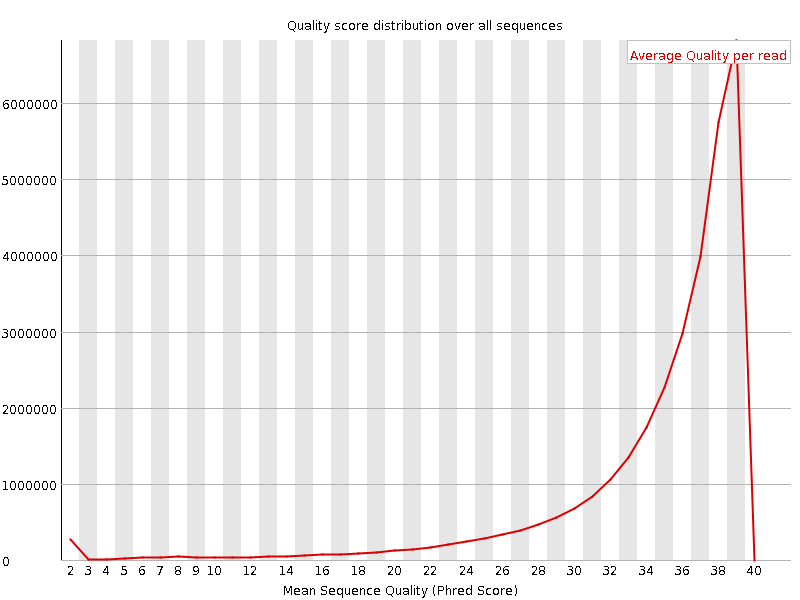 Quality score distribution over all sequences
Average Quality per read
6000000
5000000
4000000
3000000
2000000
1000000
0
2 3 4 5 6 7 8 9 10 12 14 16 18 20 22 24 26 28 30 32 34 36 38 40
Mean Sequence Quality (Phred Score)